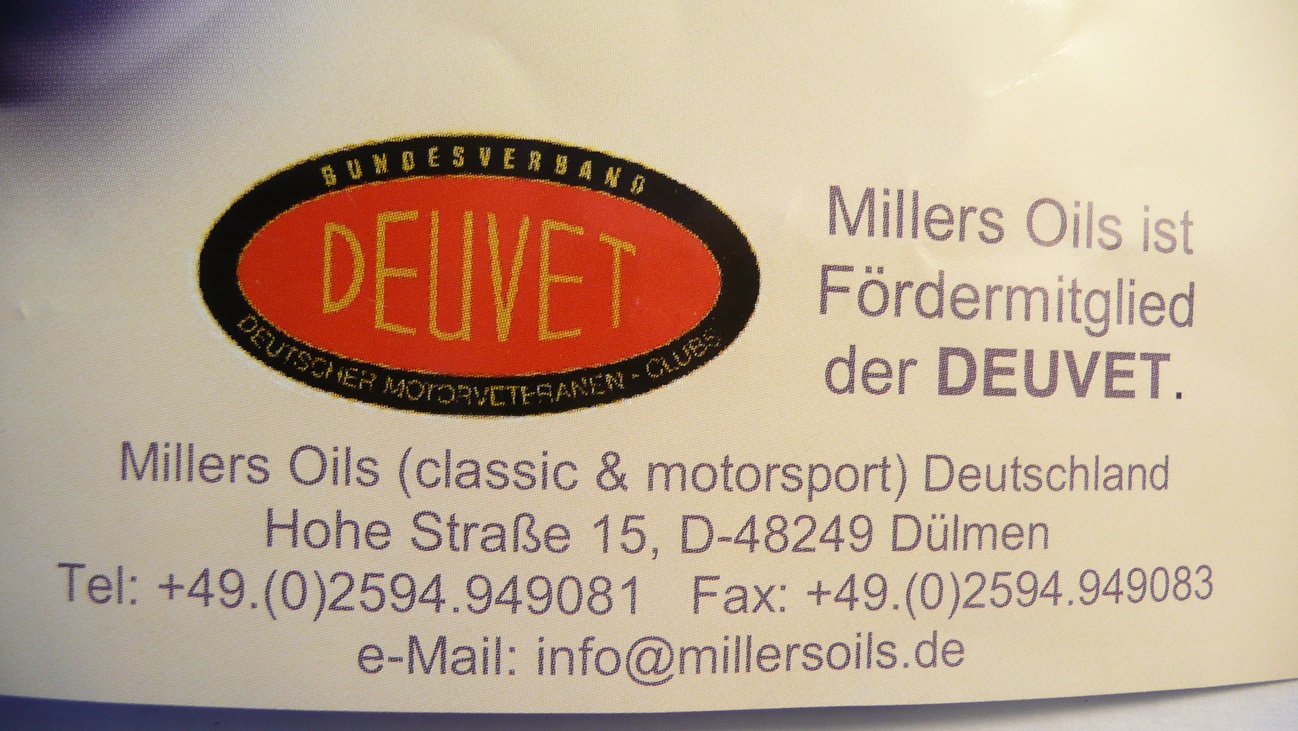 BUNDESVERBAND
DEUVET
DEUTSCHER MOTORVETERANEN - CLUBS
Millers Oils ist
Fördermitglied
der DEUVET.
Millers Oils (classic & motorsport) Deutschland
Hohe Straße 15, D-48249 Dülmen
Tel: +49.(0)2594.949081 Fax: +49.(0)2594.949083
e-Mail: info@millersoils.de